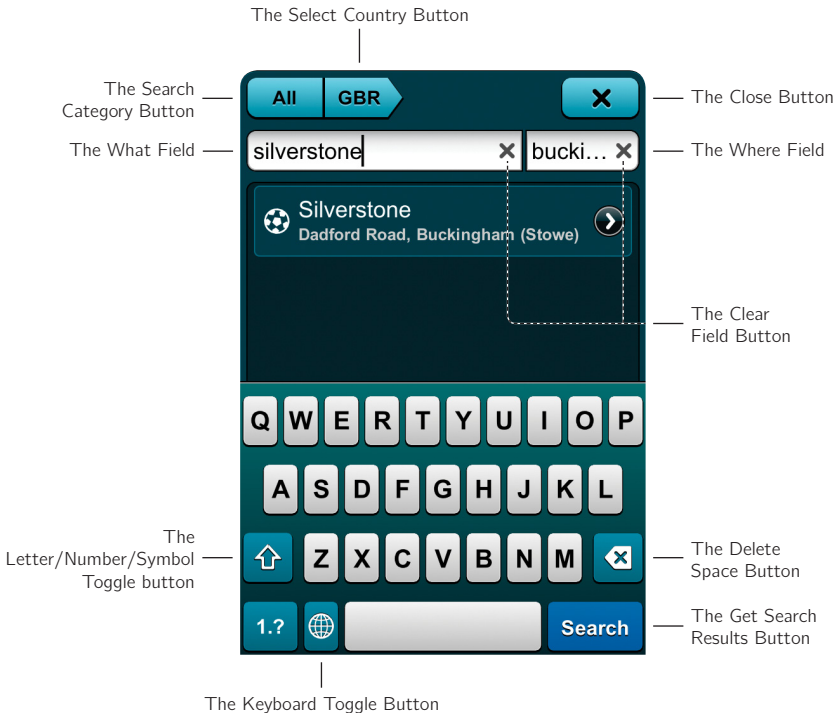 The Select Country Button
The Search
Category Button
All GBR
The Close Button
The What Field
silverstone
bucki...
The Where Field
Silverstone
Dadford Road, Buckingham (Stowe)
The Clear
Field Button
Q W E R T Y U I O P
A S D F G H J K L
The
Letter/Number/Symbol
Toggle button
Z X C V B N M
The Delete
Space Button
1.?
Search
The Get Search
Results Button
The Keyboard Toggle Button